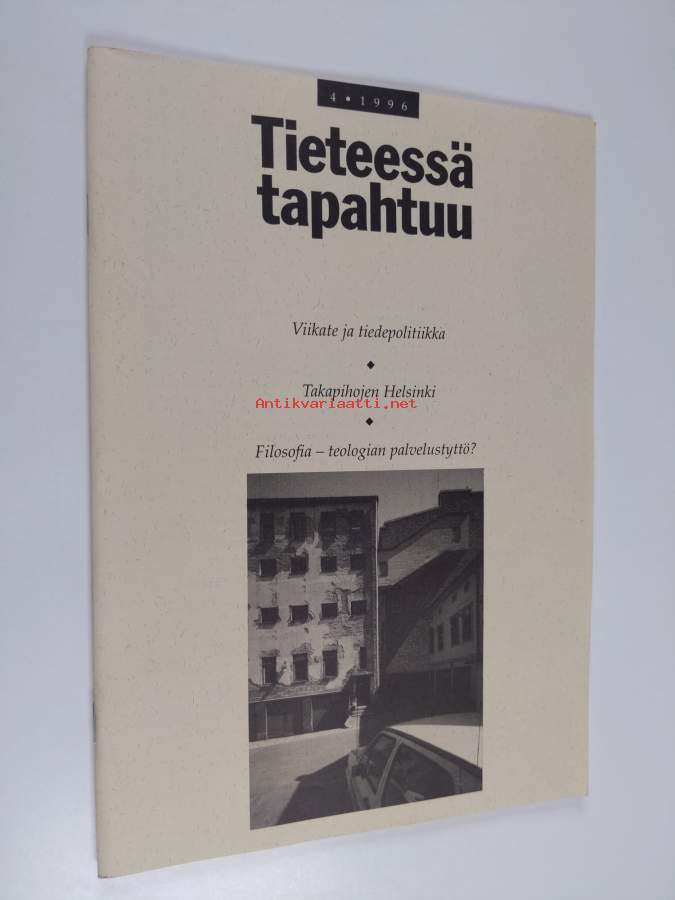 4 • 1996
Tieteessä
tapahtuu
Viikate ja tiedepolitiikka
◆
Takapihojen Helsinki
Antikvariaatti.net
◆
Filosofia – teologian palvelustyttö?